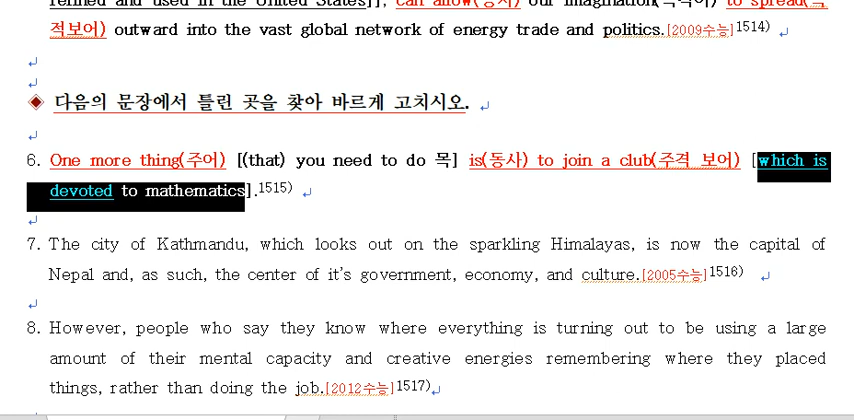 refined and used in the United States]], can allow(동사) our imagination(목적어) to spread(목
적보어) outward into the vast global network of energy trade and politics.[2009수능]1514)
다음의 문장에서 틀린 곳을 찾아 바르게 고치시오.
6. One more thing(주어) [(that) you need to do 목] is(동사) to join a club(주격 보어) [which is
devoted to mathematics].1515)
7. The city of Kathmandu, which looks out on the sparkling Himalayas, is now the capital of
Nepal and, as such, the center of it's government, economy, and culture.[2005수능]1516)
8. However, people who say they know where everything is turning out to be using a large
amount of their mental capacity and creative energies remembering where they placed
things, rather than doing the job.[2012수능]1517)